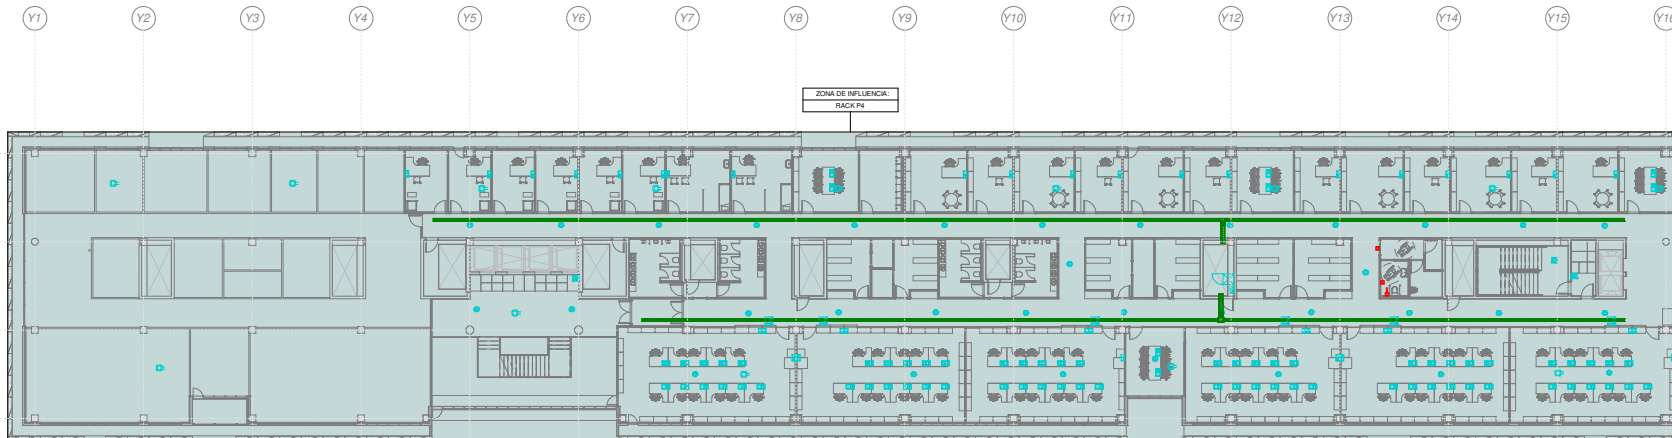 Y1
Y2
Y3
Y4
Y5
Y6
Y7
Y8
Y9
Y10
Y11
Y12
Y13
Y14
Y15
Y16
ZONA DE INFLUENCIA:
RACK P4